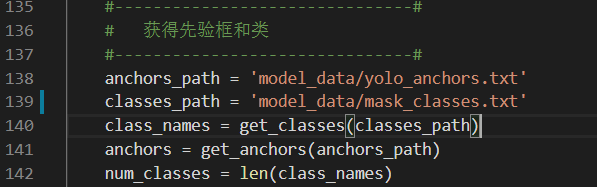 135 #-------------------------------#
136 #   获得先验框和类
137 #-------------------------------#
138 anchors_path = 'model_data/yolo_anchors.txt'
139 classes_path = 'model_data/mask_classes.txt'
140 class_names = get_classes(classes_path)
141 anchors = get_anchors(anchors_path)
142 num_classes = len(class_names)